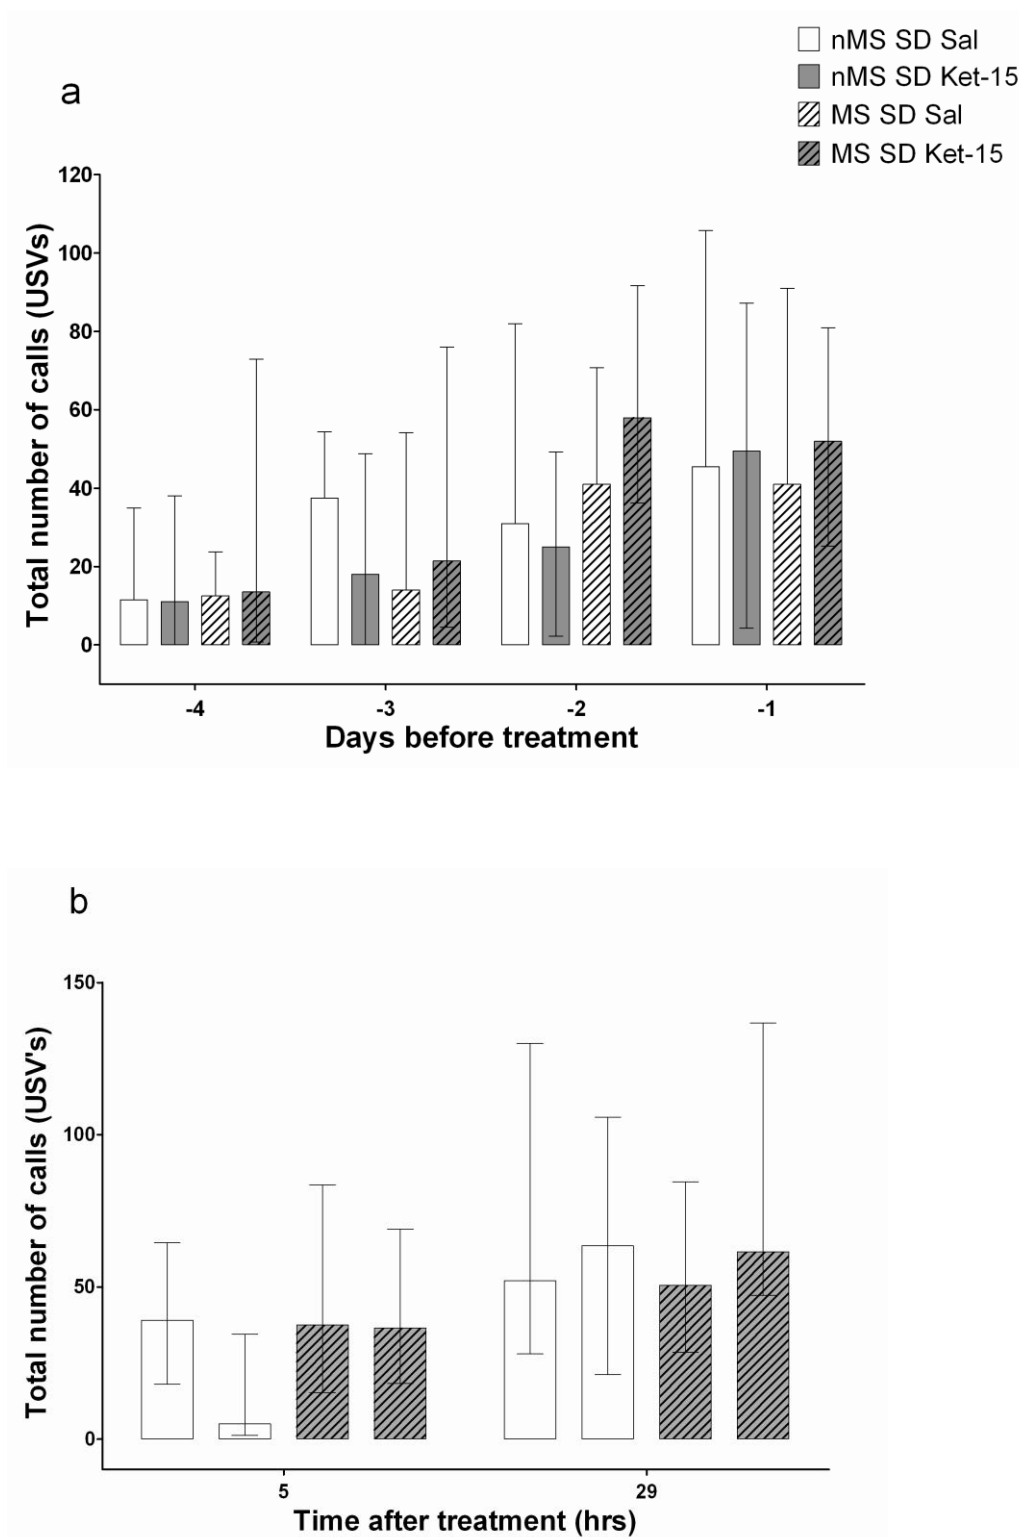 nMS SD Sal
nMS SD Ket-15
MS SD Sal
MS SD Ket-15
a
120
100
80
60
40
20
0
Total number of calls (USVs)
-4 -3 -2 -1
Days before treatment
b
150
100
50
0
Total number of calls (USV's)
5 29
Time after treatment (hrs)